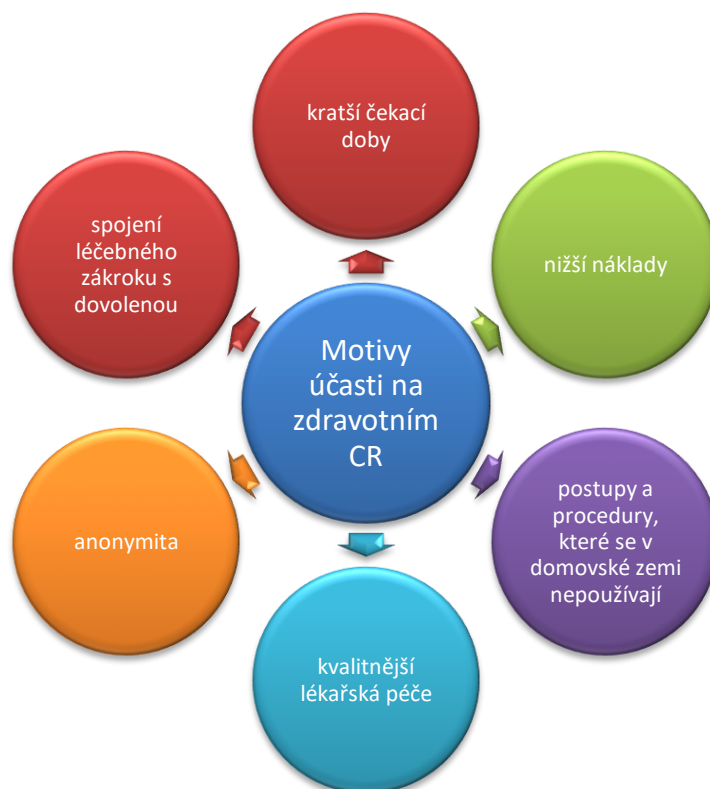 kratší čekací
doby
spojení
léčebného
zákroku s
dovolenou
nižší náklady
Motivy
účasti na
zdravotním
CR
anonymita
postupy a
procedury,
které se v
domovské zemi
nepoužívají
kvalitnější
lékařská péče